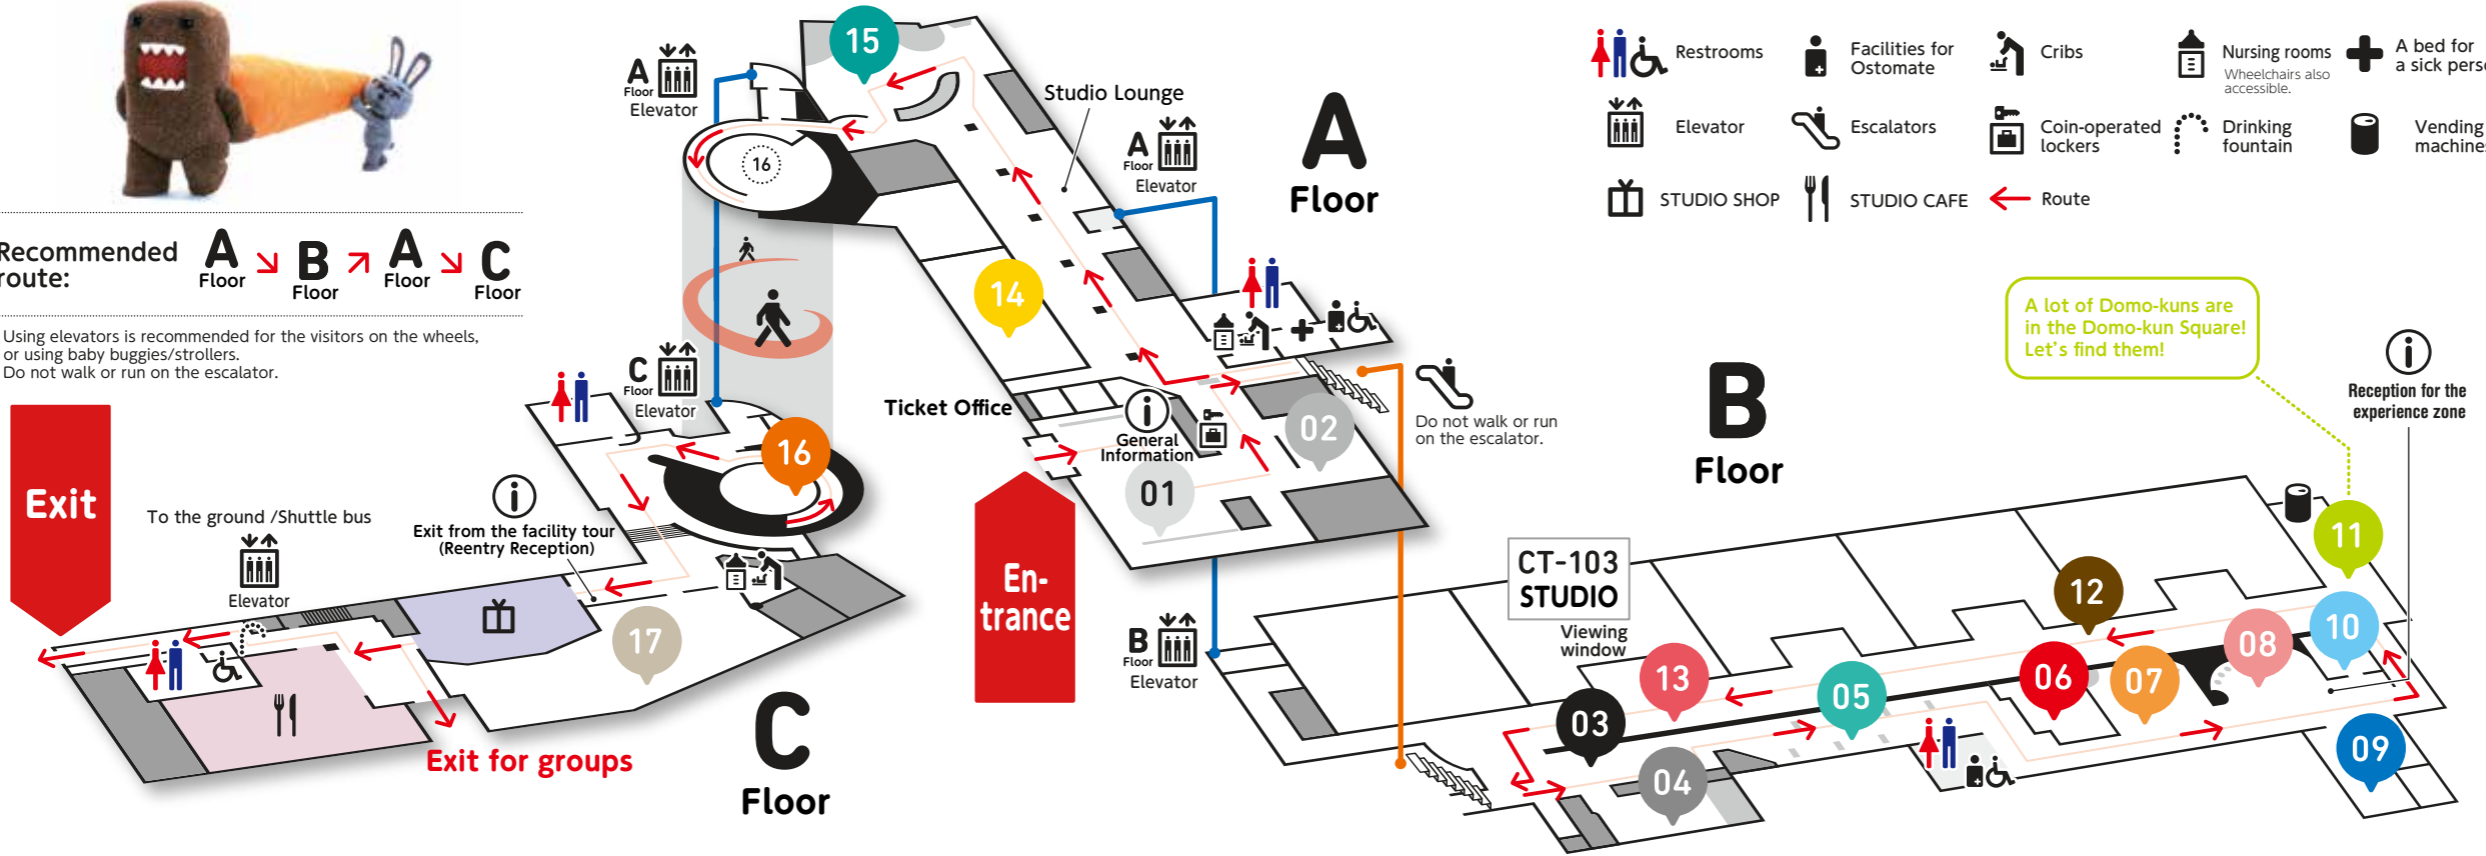 Restrooms
Facilities for
Ostomate
Cribs
Nursing rooms
Wheelchairs also
accessible.
A bed for
a sick
Elevator
Escalators
Coin-operated
lockers
Drinking
fountain
Vending
STUDIO SHOP
STUDIO CAFE
Route
Recommended
route:
A
Floor
B
Floor
A
Floor
C
Floor
Using elevators is recommended for the visitors on the wheels,
or using baby buggies/strollers.
Do not walk or run on the escalator.
A
Floor
Elevator
15
16
Studio Lounge
A
Floor
Elevator
A
Floor
14
C
Floor
Elevator
16
Ticket Office
General
Information
01
02
Do not walk or run
on the escalator.
En-
trance
B
Floor
A lot of Domo-kuns are
in the Domo-kun Square!
Let's find them!
Reception for the
experience zone
Exit
To the ground /Shuttle bus
Elevator
Exit from the facility tour
(Reentry Reception)
17
Exit for groups
C
Floor
B
Floor
Elevator
CT-103
STUDIO
Viewing
window
03
04
05
06
07
08
09
10
11
12
13